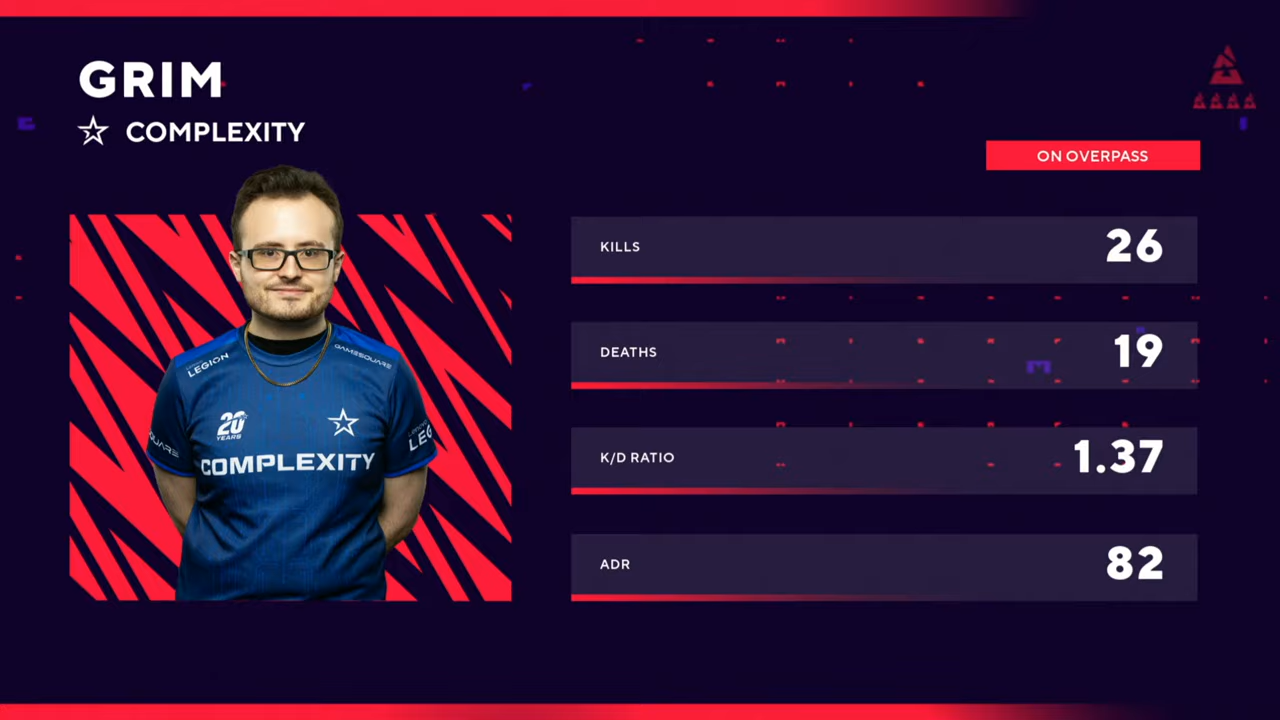 GRIM
COMPLEXITY
ON OVERPASS
LEGION
GAMESQUARE
20
YEARS
COMPLEXITY
KILLS
26
DEATHS
19
K/D RATIO
1.37
ADR
82